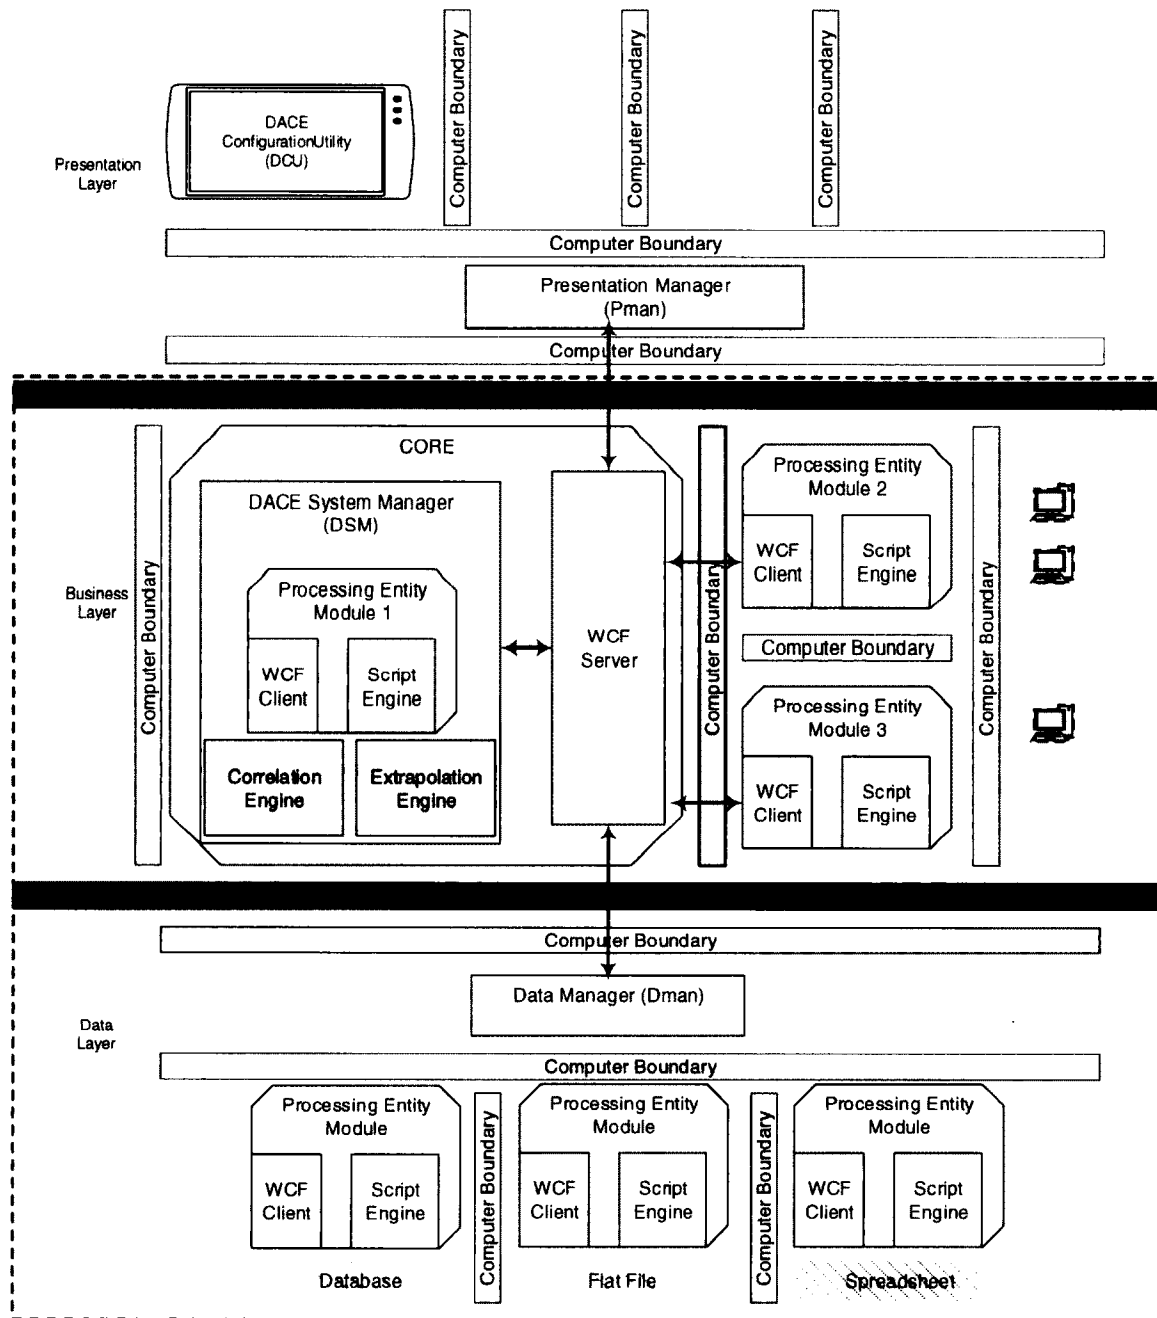 Computer Boundary
Computer Boundary
Computer Boundary
DACE
ConfigurationUtility
(DCU)
Presentation
Layer
Computer Boundary
Presentation Manager
(Pman)
Computer Boundary
Business
Layer
Computer Boundary
CORE
DACE System Manager
(DSM)
Processing Entity
Module 1
WCF
Client
Script
Engine
Correlation
Engine
Extrapolation
Engine
WCF
Server
Computer Boundary
Processing Entity
Module 2
WCF
Client
Script
Engine
Computer Boundary
Processing Entity
Module 3
WCF
Client
Script
Engine
Computer Boundary
Computer Boundary
Data Manager (Dman)
Data
Layer
Computer Boundary
Processing Entity
Module
WCF
Client
Script
Engine
Database
Computer Boundary
Processing Entity
Module
WCF
Client
Script
Engine
Flat File
Computer Boundary
Processing Entity
Module
WCF
Client
Script
Engine
Spreadsheet